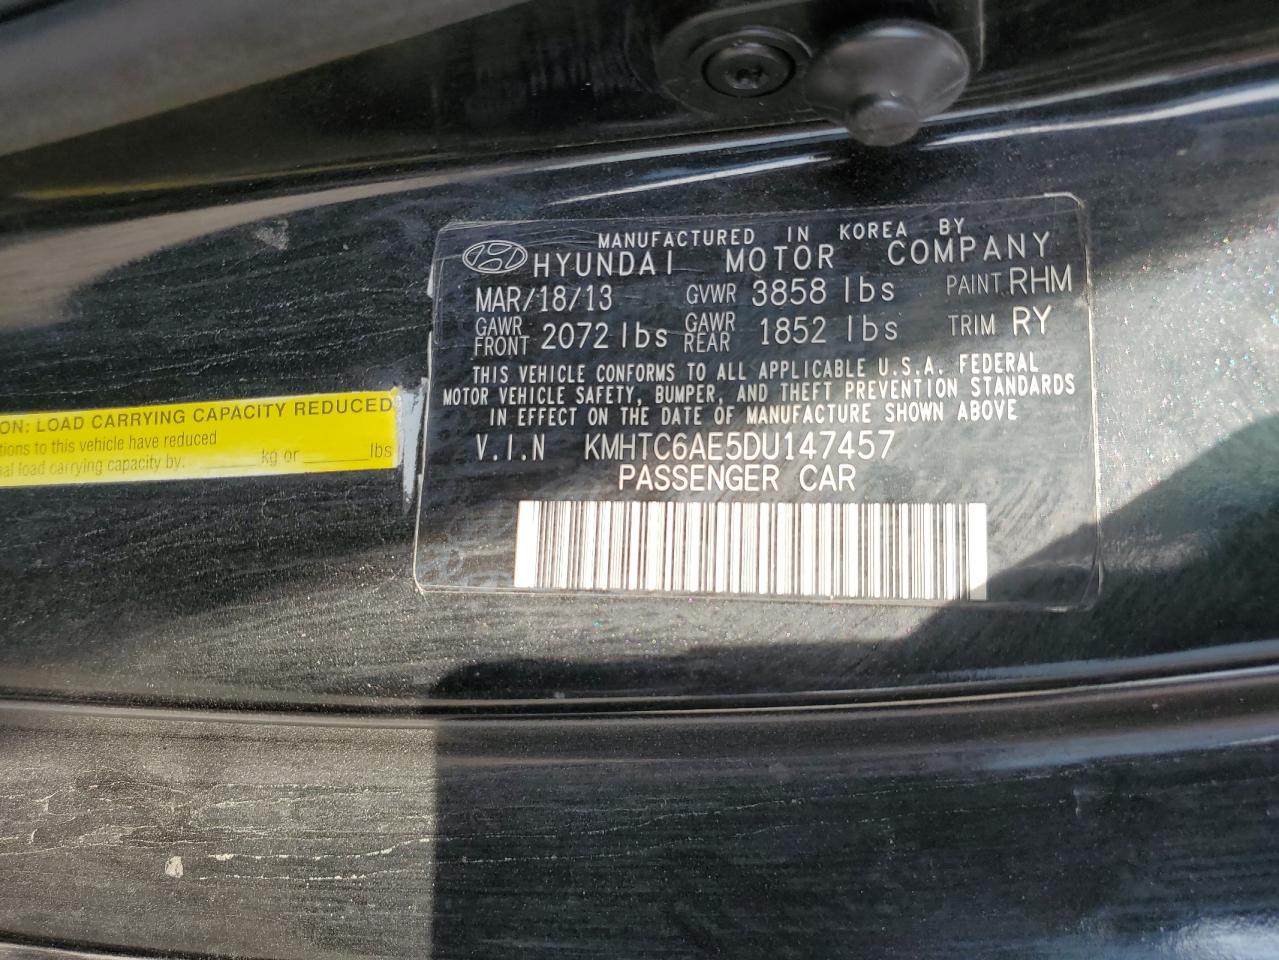 MANUFACTURED IN KOREA BY
HYUNDAI MOTOR COMPANY
MAR/18/13 GVWR 3858 lbs PAINT RHM
GAWR FRONT 2072 lbs GAWR REAR 1852 lbs TRIM RY
THIS VEHICLE CONFORMS TO ALL APPLICABLE U.S.A. FEDERAL
MOTOR VEHICLE SAFETY, BUMPER, AND THEFT PREVENTION STANDARDS
IN EFFECT ON THE DATE OF MANUFACTURE SHOWN ABOVE
V.I.N KMHTC6AE5DU147457
PASSENGER CAR
ON: LOAD CARRYING CAPACITY REDUCED
tions to this vehicle have reduced
nal load carrying capacity by: kg or lbs